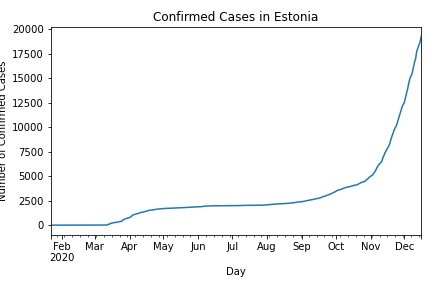 Confirmed Cases in Estonia
20000
17500
15000
12500
10000
7500
5000
2500
0
Number of Confirmed Cases
Feb Mar Apr May Jun Jul Aug Sep Oct Nov Dec
2020
Day